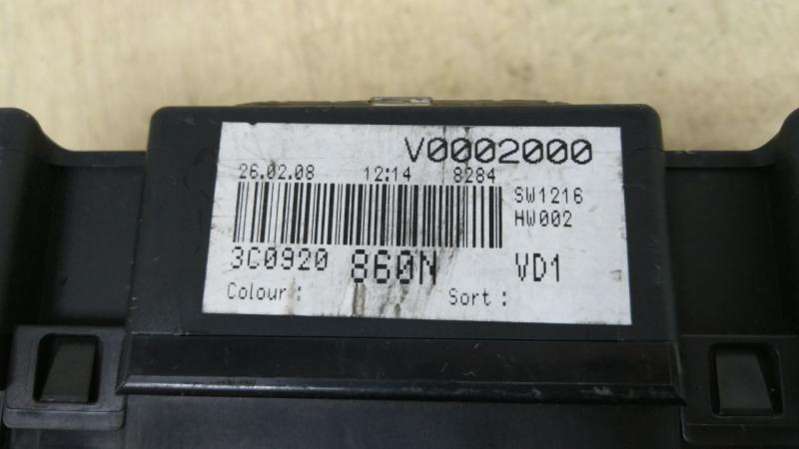 V0002000
26.02.08 12:14 8284
SW1216
HW002
3C0920 860N VD1
Colour : Sort :